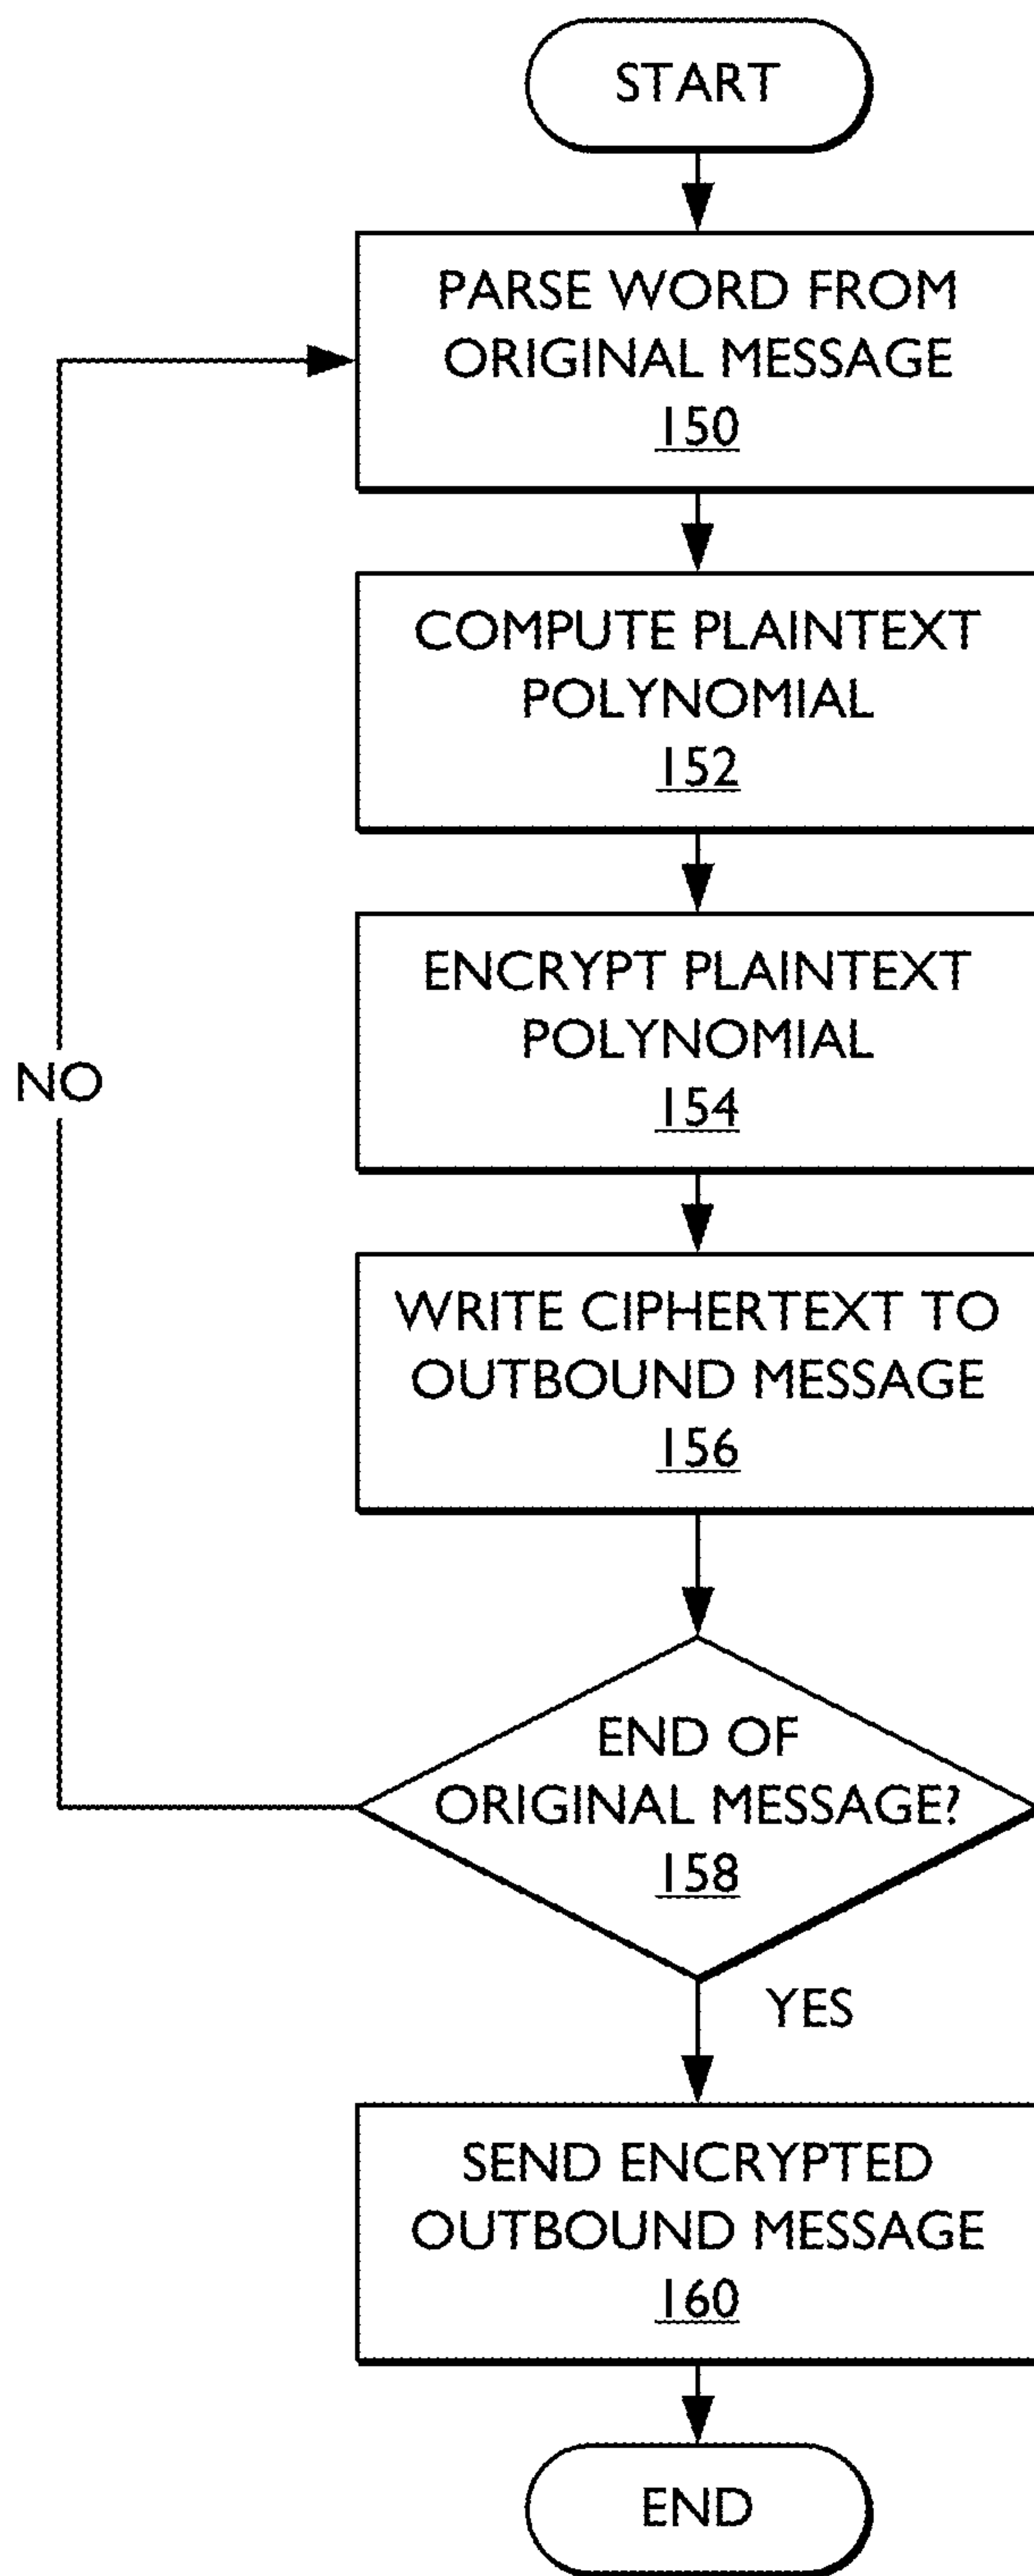 START
PARSE WORD FROM
ORIGINAL MESSAGE
150
COMPUTE PLAINTEXT
POLYNOMIAL
152
ENCRYPT PLAINTEXT
POLYNOMIAL
154
NO
WRITE CIPHERTEXT TO
OUTBOUND MESSAGE
156
END OF
ORIGINAL MESSAGE?
158
YES
SEND ENCRYPTED
OUTBOUND MESSAGE
160
END